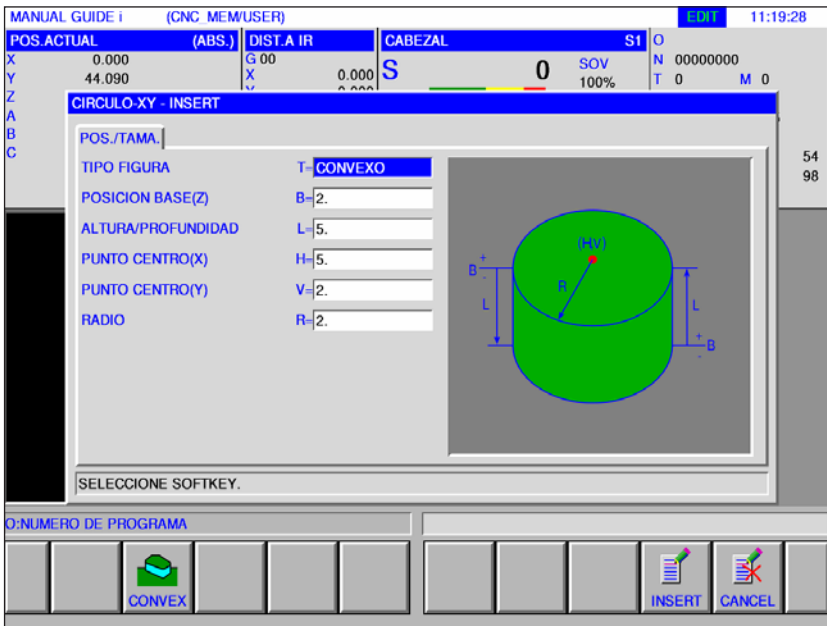 MANUAL GUIDE i (CNC_MEM/USER) EDIT 11:19:28
POS.ACTUAL (ABS.) DIST.A IR CABEZAL S1 O
X 0.000 G 00 S 0 SOV N 00000000
Y 44.090 X 0.000 100% T 0 M 0
Z
A
B
C
54
98
CIRCULO-XY - INSERT
POS./TAMA.
TIPO FIGURA T= CONVEXO
POSICION BASE(Z) B= 2.
ALTURA/PROFUNDIDAD L= 5.
PUNTO CENTRO(X) H= 5.
PUNTO CENTRO(Y) V= 2.
RADIO R= 2.
(H,V)
B + -
R
L L
+ B -
SELECCIONE SOFTKEY.
O:NUMERO DE PROGRAMA
CONVEX INSERT CANCEL